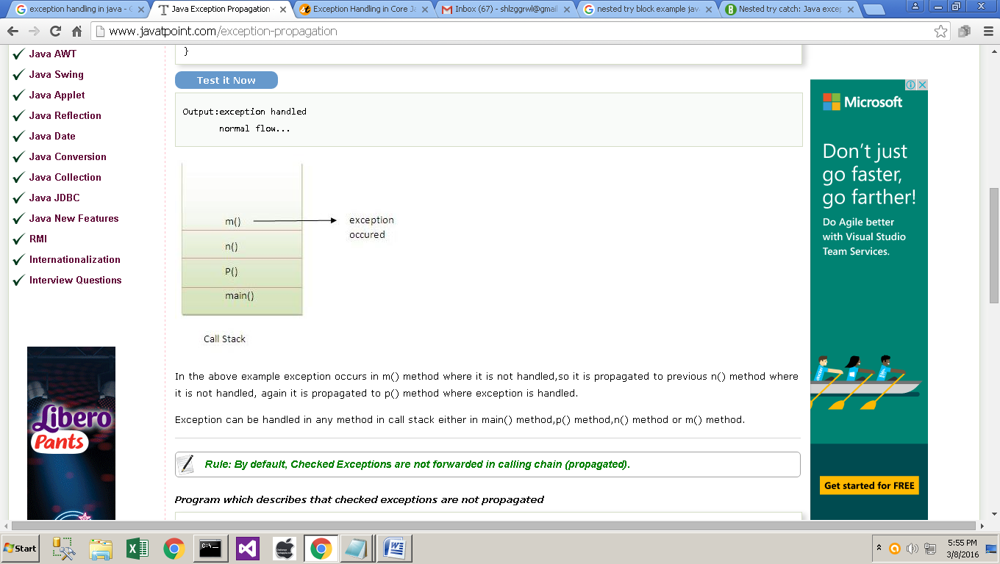 exception handling in java - G
Java Exception Propagation -
Exception Handling in Core Ja
Inbox (67) - shlzggrwl@gmail
nested try block example jav
Nested try catch: Java excep
www.javatpoint.com/exception-propagation
Java AWT
Java Swing
Java Applet
Java Reflection
Java Date
Java Conversion
Java Collection
Java JDBC
Java New Features
RMI
Internationalization
Interview Questions
Libero
Pants
}
Test it Now
Output:exception handled
normal flow...
m()
exception
occured
n()
P()
main()
Call Stack
In the above example exception occurs in m() method where it is not handled,so it is propagated to previous n() method where
it is not handled, again it is propagated to p() method where exception is handled.
Exception can be handled in any method in call stack either in main() method,p() method,n() method or m() method.
Rule: By default, Checked Exceptions are not forwarded in calling chain (propagated).
Program which describes that checked exceptions are not propagated
Microsoft
Don't just
go faster,
go farther!
Do Agile better
with Visual Studio
Team Services.
Get started for FREE
Start
C:\
5:55 PM
3/8/2016